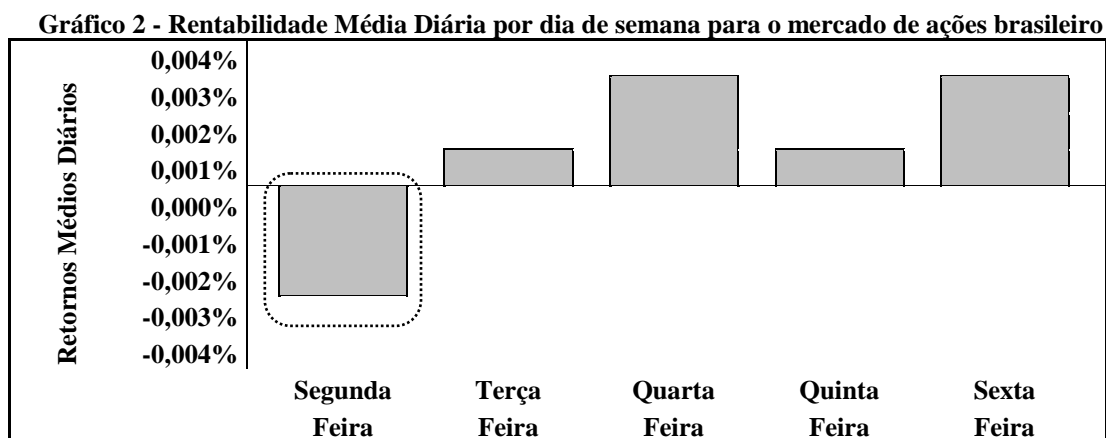 Gráfico 2 - Rentabilidade Média Diária por dia de semana para o mercado de ações brasileiro
Retornos Médios Diários
0,004%
0,003%
0,002%
0,001%
0,000%
-0,001%
-0,002%
-0,003%
-0,004%
Segunda Feira
Terça Feira
Quarta Feira
Quinta Feira
Sexta Feira